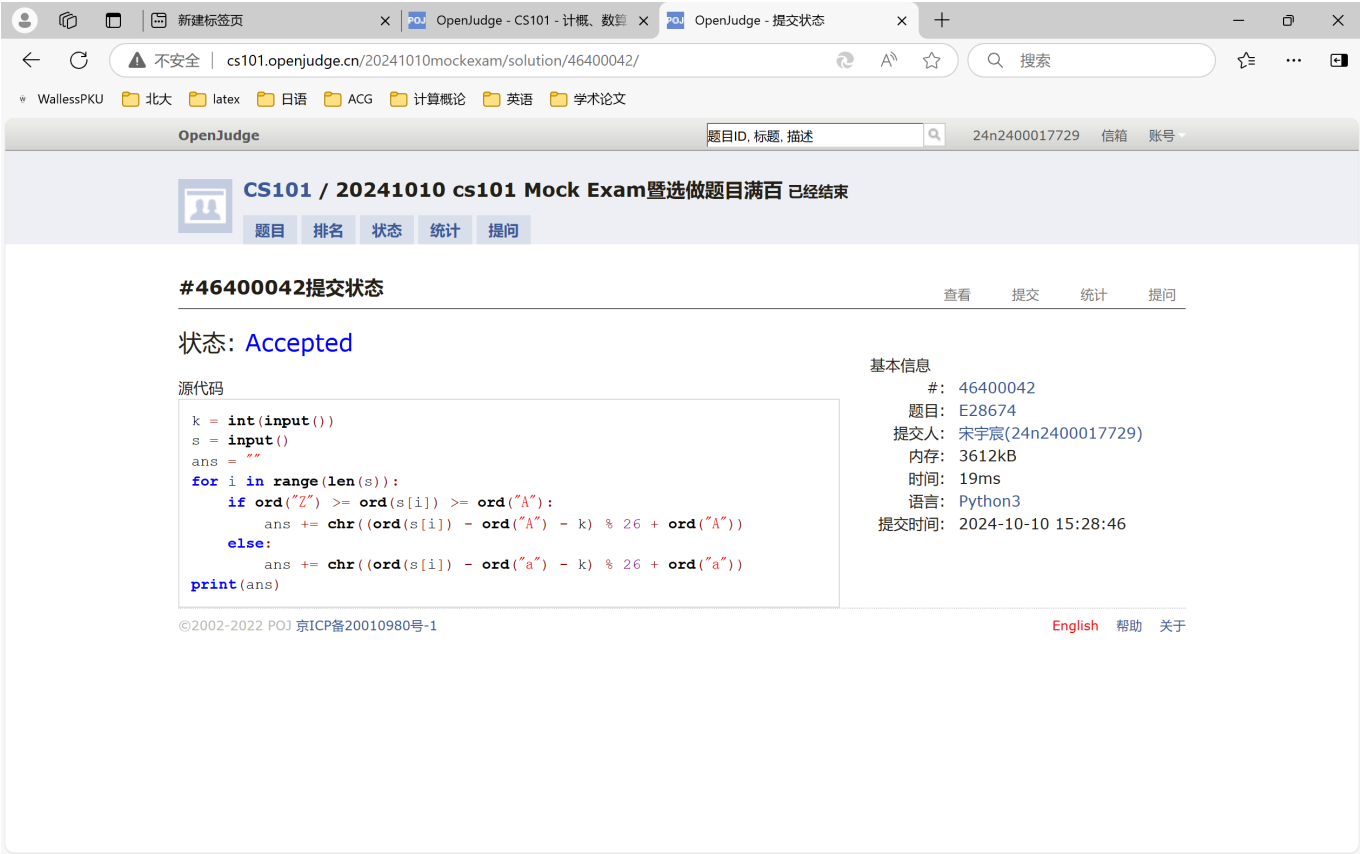 新建标签页
OpenJudge - CS101 - 计概、数算
OpenJudge - 提交状态
不安全
cs101.openjudge.cn/20241010mockexam/solution/46400042/
搜索
WallessPKU 北大 latex 日语 ACG 计算概论 英语 学术论文
OpenJudge 题目ID, 标题, 描述 24n2400017729 信箱 账号
CS101 / 20241010 cs101 Mock Exam暨选做题目满百 已经结束
题目 排名 状态 统计 提问
#46400042提交状态
查看 提交 统计 提问
状态: Accepted
源代码
k = int(input())
s = input()
ans = ""
for i in range(len(s)):
    if ord("Z") >= ord(s[i]) >= ord("A"):
        ans += chr((ord(s[i]) - ord("A") - k) % 26 + ord("A"))
    else:
        ans += chr((ord(s[i]) - ord("a") - k) % 26 + ord("a"))
print(ans)
基本信息
#: 46400042
题目: E28674
提交人: 宋宇宸(24n2400017729)
内存: 3612kB
时间: 19ms
语言: Python3
提交时间: 2024-10-10 15:28:46
©2002-2022 POJ 京ICP备20010980号-1
English 帮助 关于